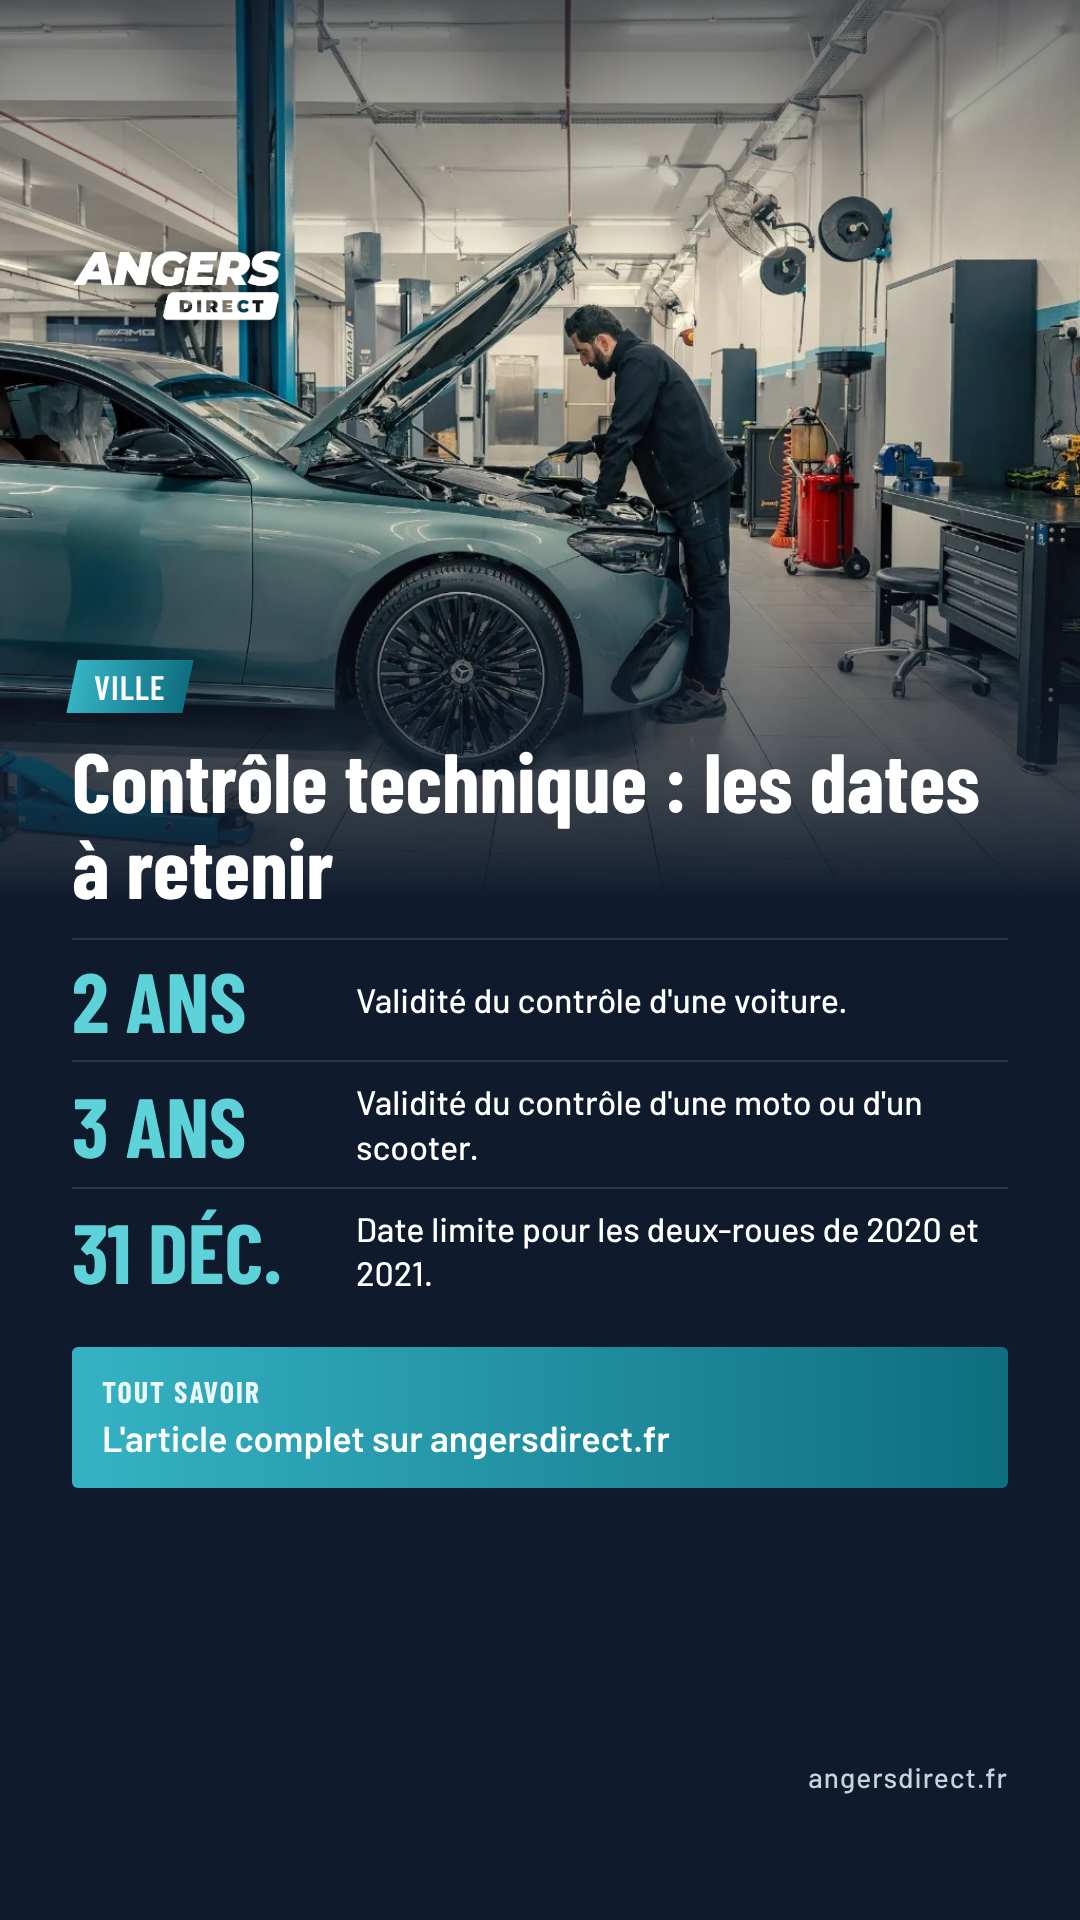 ANGERS
DIRECT
AMG
MAHA
VILLE
Contrôle technique : les dates
à retenir
2 ANS
Validité du contrôle d'une voiture.
3 ANS
Validité du contrôle d'une moto ou d'un
scooter.
31 DÉC.
Date limite pour les deux-roues de 2020 et
2021.
TOUT SAVOIR
L'article complet sur angersdirect.fr
angersdirect.fr